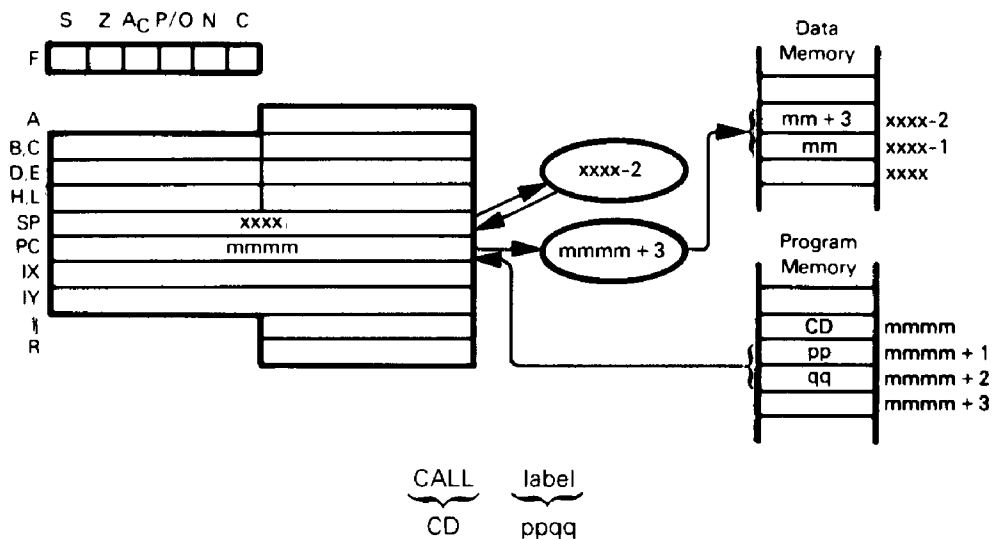 S Z AC P/O N C
F
A
B,C
D,E
H,L
SP xxxx
PC mmmm
IX
IY
I
R
xxxx-2
mmmm + 3
Data
Memory
mm + 3 xxxx-2
mm xxxx-1
xxxx
Program
Memory
CD mmmm
pp mmmm + 1
qq mmmm + 2
mmmm + 3
CALL label
CD ppqq